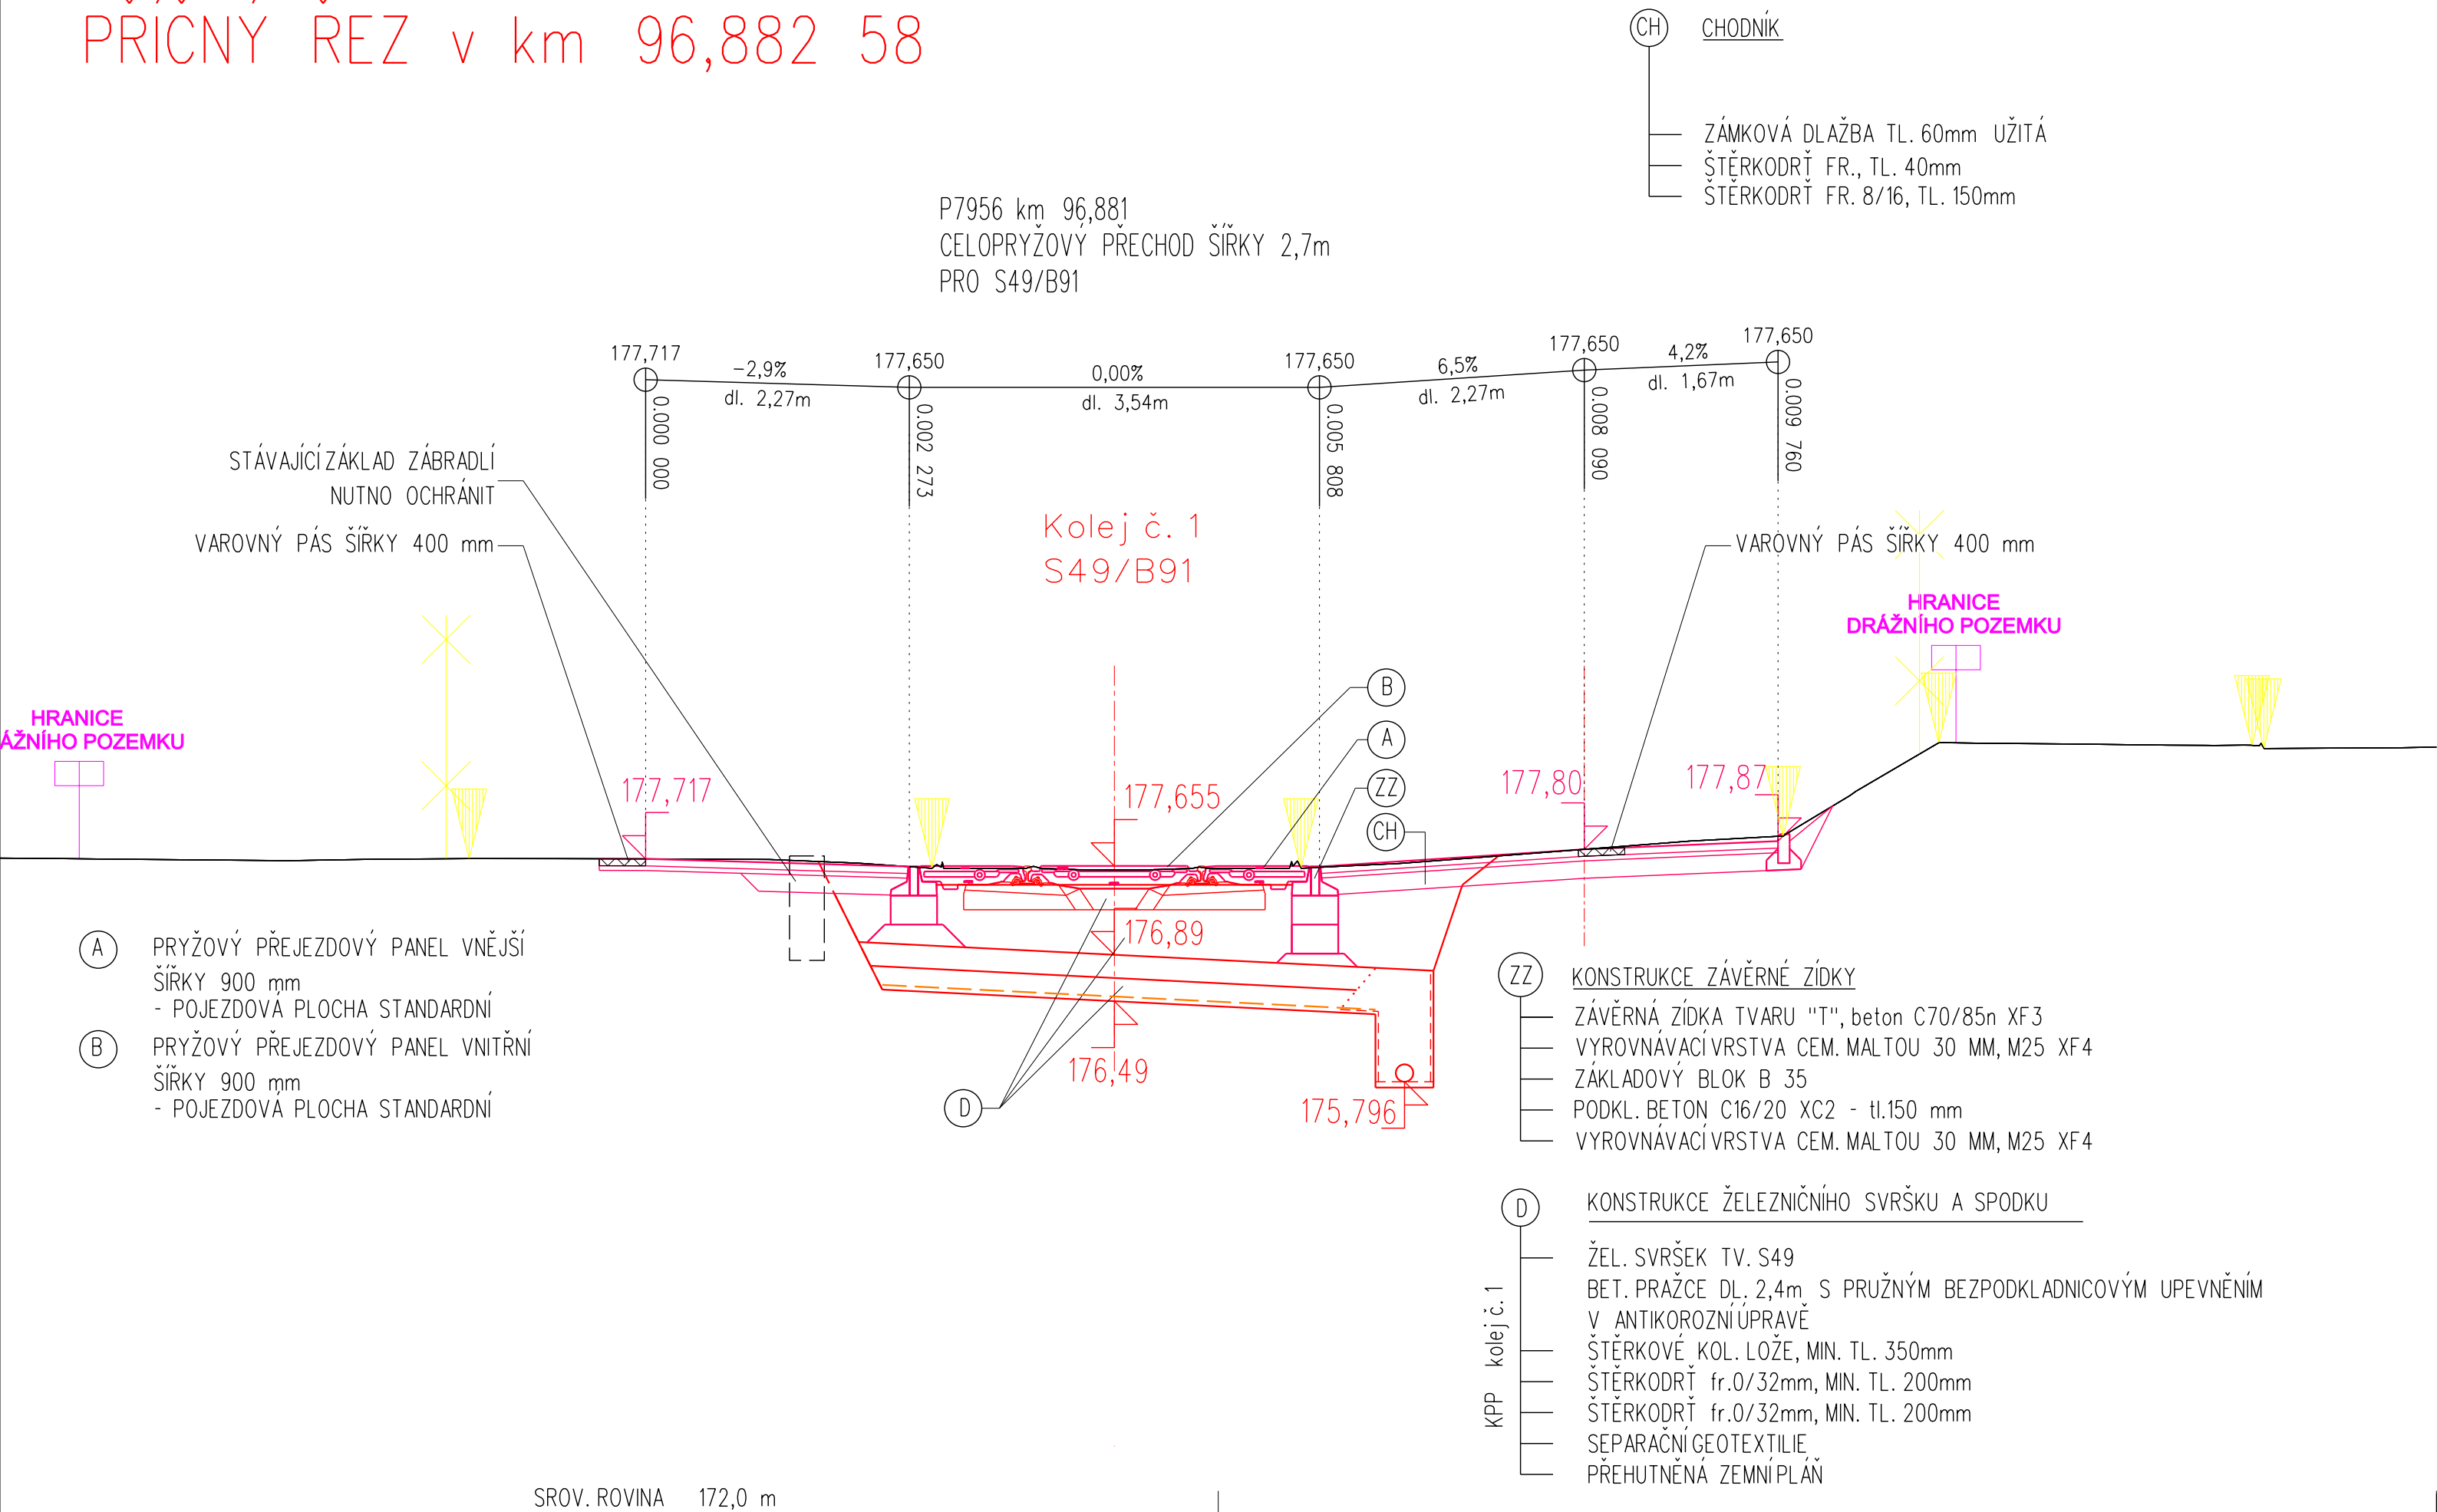 PŘÍČNÝ ŘEZ v km 96,882 58
CH CHODNÍK
ZÁMKOVÁ DLAŽBA TL. 60mm UŽITÁ
ŠTĚRKODRŤ FR., TL. 40mm
ŠTĚRKODRŤ FR. 8/16, TL. 150mm
P7956 km 96,881
CELOPRYŽOVÝ PŘECHOD ŠÍŘKY 2,7m
PRO S49/B91
177,717
-2,9%
dl. 2,27m
177,650
0,00%
dl. 3,54m
177,650
6,5%
dl. 2,27m
177,650
4,2%
dl. 1,67m
177,650
0.000 000
0.002 273
0.005 808
0.008 090
0.009 760
STÁVAJÍCÍ ZÁKLAD ZÁBRADLÍ
NUTNO OCHRÁNIT
VAROVNÝ PÁS ŠÍŘKY 400 mm
Kolej č. 1
S49/B91
VAROVNÝ PÁS ŠÍŘKY 400 mm
HRANICE
DRÁŽNÍHO POZEMKU
HRANICE
ÁŽNÍHO POZEMKU
B
A
ZZ
CH
177,717
177,655
177,80
177,87
176,89
176,49
175,796
D
A PRYŽOVÝ PŘEJEZDOVÝ PANEL VNĚJŠÍ
ŠÍŘKY 900 mm
- POJEZDOVÁ PLOCHA STANDARDNÍ
B PRYŽOVÝ PŘEJEZDOVÝ PANEL VNITŘNÍ
ŠÍŘKY 900 mm
- POJEZDOVÁ PLOCHA STANDARDNÍ
ZZ KONSTRUKCE ZÁVĚRNÉ ZÍDKY
ZÁVĚRNÁ ZÍDKA TVARU "T", beton C70/85n XF3
VYROVNÁVACÍ VRSTVA CEM. MALTOU 30 MM, M25 XF4
ZÁKLADOVÝ BLOK B 35
PODKL. BETON C16/20 XC2 - tl.150 mm
VYROVNÁVACÍ VRSTVA CEM. MALTOU 30 MM, M25 XF4
D KONSTRUKCE ŽELEZNIČNÍHO SVRŠKU A SPODKU
KPP kolej č. 1
ŽEL. SVRŠEK TV. S49
BET. PRAŽCE DL. 2,4m S PRUŽNÝM BEZPODKLADNICOVÝM UPEVNĚNÍM
V ANTIKOROZNÍ ÚPRAVĚ
ŠTĚRKOVÉ KOL. LOŽE, MIN. TL. 350mm
ŠTĚRKODRŤ fr.0/32mm, MIN. TL. 200mm
ŠTĚRKODRŤ fr.0/32mm, MIN. TL. 200mm
SEPARAČNÍ GEOTEXTILIE
PŘEHUTNĚNÁ ZEMNÍ PLÁŇ
SROV. ROVINA 172,0 m